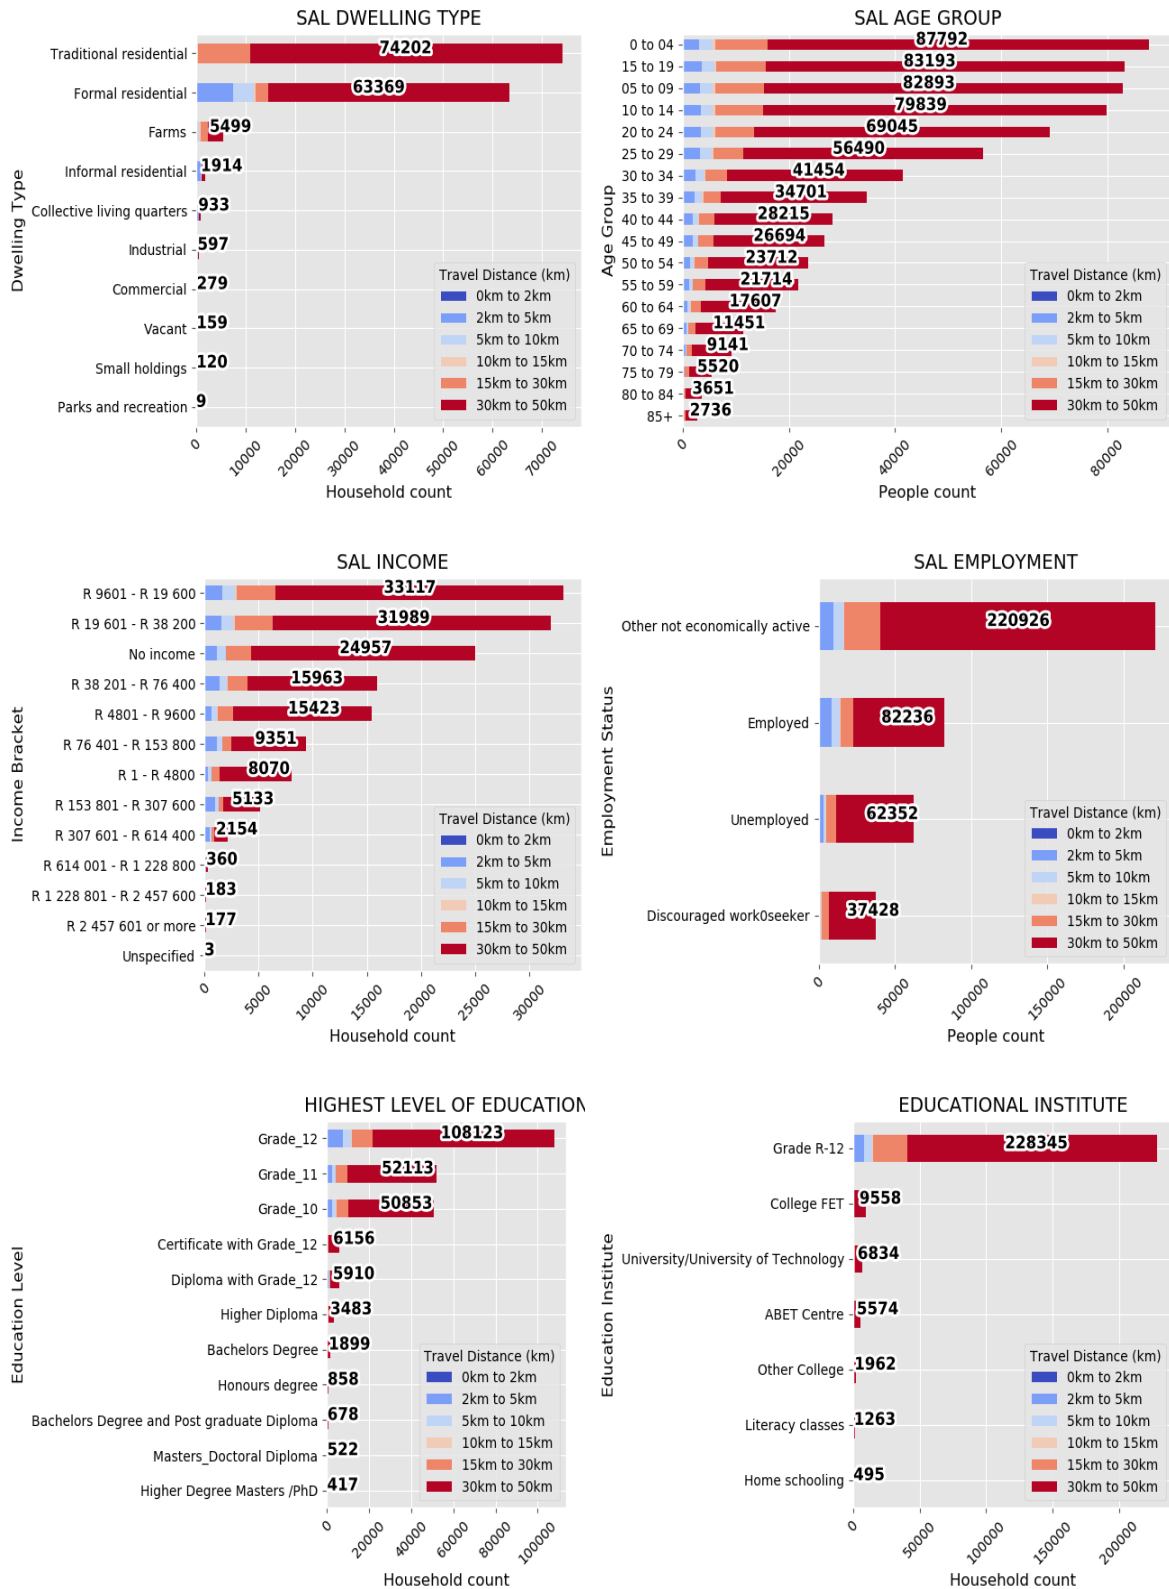 SAL DWELLING TYPE
Dwelling Type
Traditional residential 74202
Formal residential 63369
Farms 5499
Informal residential 1914
Collective living quarters 933
Industrial 597
Commercial 279
Vacant 159
Small holdings 120
Parks and recreation 9
Travel Distance (km)
0km to 2km
2km to 5km
5km to 10km
10km to 15km
15km to 30km
30km to 50km
0 10000 20000 30000 40000 50000 60000 70000
Household count
SAL AGE GROUP
Age Group
0 to 04 87792
15 to 19 83193
05 to 09 82893
10 to 14 79839
20 to 24 69045
25 to 29 56490
30 to 34 41454
35 to 39 34701
40 to 44 28215
45 to 49 26694
50 to 54 23712
55 to 59 21714
60 to 64 17607
65 to 69 11451
70 to 74 9141
75 to 79 5520
80 to 84 3651
85+ 2736
Travel Distance (km)
0km to 2km
2km to 5km
5km to 10km
10km to 15km
15km to 30km
30km to 50km
0 20000 40000 60000 80000
People count
SAL INCOME
Income Bracket
R 9601 - R 19 600 33117
R 19 601 - R 38 200 31989
No income 24957
R 38 201 - R 76 400 15963
R 4801 - R 9600 15423
R 76 401 - R 153 800 9351
R 1 - R 4800 8070
R 153 801 - R 307 600 5133
R 307 601 - R 614 400 2154
R 614 001 - R 1 228 800 360
R 1 228 801 - R 2 457 600 183
R 2 457 601 or more 177
Unspecified 3
Travel Distance (km)
0km to 2km
2km to 5km
5km to 10km
10km to 15km
15km to 30km
30km to 50km
0 5000 10000 15000 20000 25000 30000
Household count
SAL EMPLOYMENT
Employment Status
Other not economically active 220926
Employed 82236
Unemployed 62352
Discouraged work0seeker 37428
Travel Distance (km)
0km to 2km
2km to 5km
5km to 10km
10km to 15km
15km to 30km
30km to 50km
0 50000 100000 150000 200000
People count
HIGHEST LEVEL OF EDUCATION
Education Level
Grade_12 108123
Grade_11 52113
Grade_10 50853
Certificate with Grade_12 6156
Diploma with Grade_12 5910
Higher Diploma 3483
Bachelors Degree 1899
Honours degree 858
Bachelors Degree and Post graduate Diploma 678
Masters_Doctoral Diploma 522
Higher Degree Masters /PhD 417
Travel Distance (km)
0km to 2km
2km to 5km
5km to 10km
10km to 15km
15km to 30km
30km to 50km
0 20000 40000 60000 80000 100000
Household count
EDUCATIONAL INSTITUTE
Education Institute
Grade R-12 228345
College FET 9558
University/University of Technology 6834
ABET Centre 5574
Other College 1962
Literacy classes 1263
Home schooling 495
Travel Distance (km)
0km to 2km
2km to 5km
5km to 10km
10km to 15km
15km to 30km
30km to 50km
0 50000 100000 150000 200000
Household count